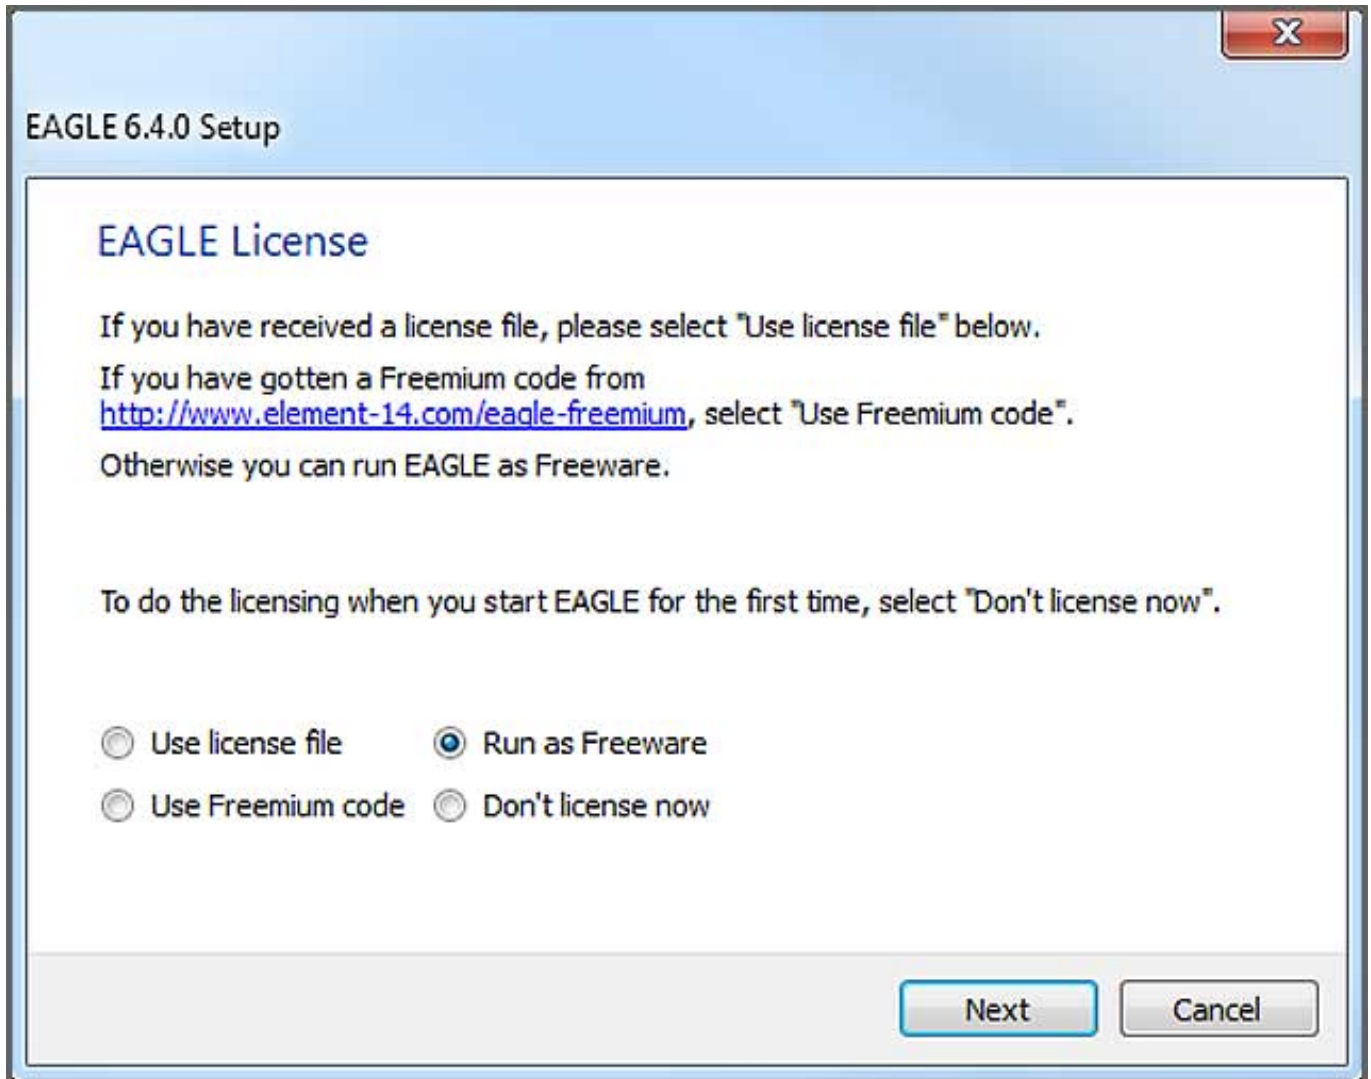 EAGLE 6.4.0 Setup
EAGLE License
If you have received a license file, please select "Use license file" below.
If you have gotten a Freemium code from
http://www.element-14.com/eagle-freemium, select "Use Freemium code".
Otherwise you can run EAGLE as Freeware.
To do the licensing when you start EAGLE for the first time, select "Don't license now".
Use license file Run as Freeware
Use Freemium code Don't license now
Next Cancel